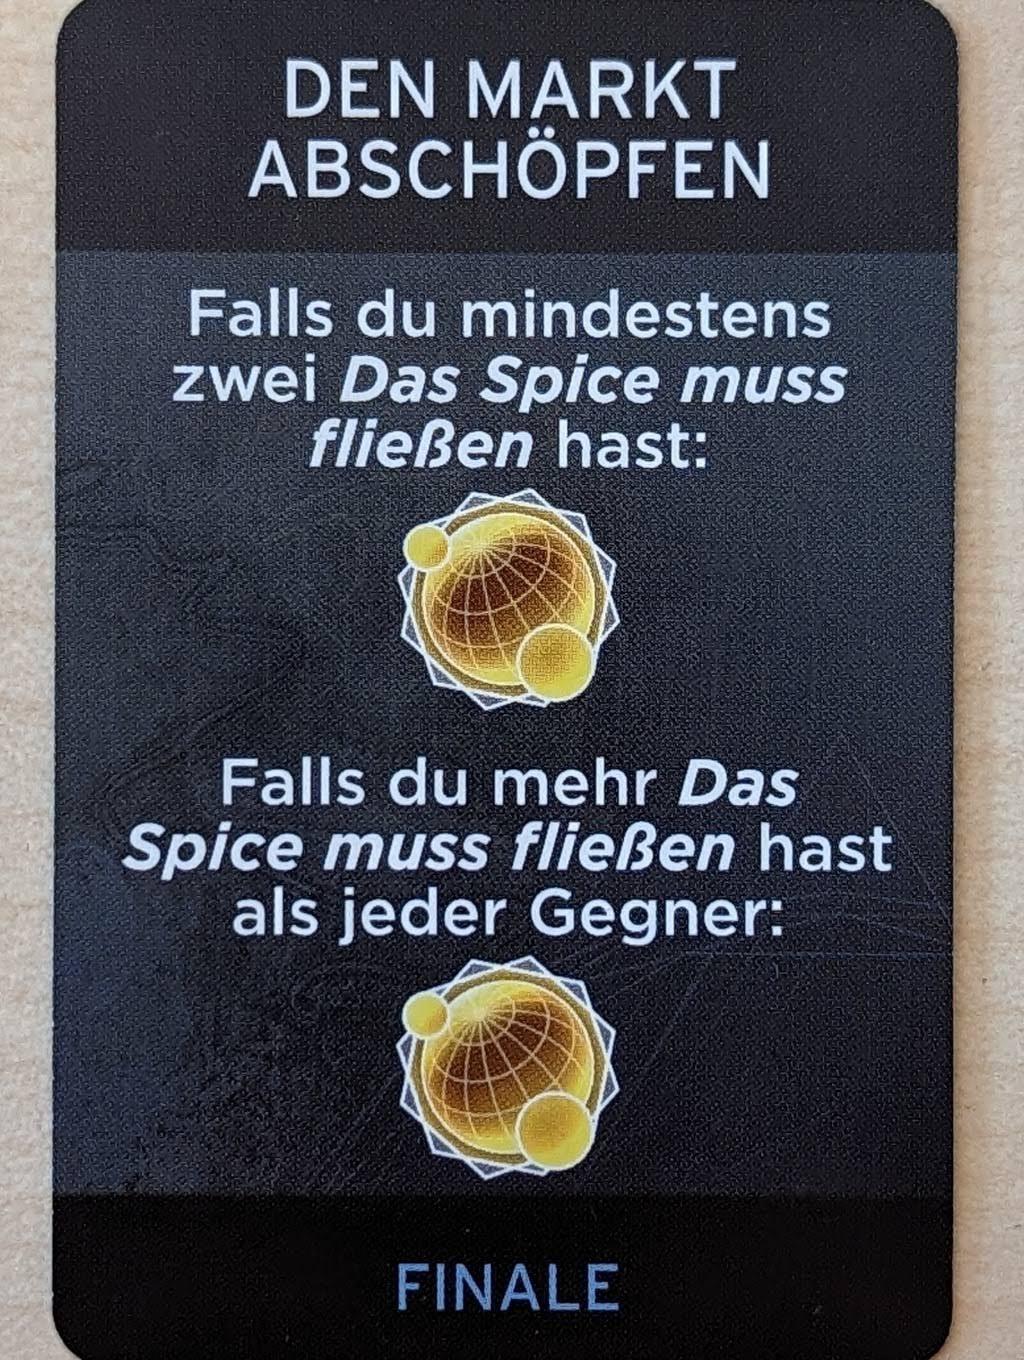 DEN MARKT
ABSCHÖPFEN
Falls du mindestens
zwei Das Spice muss
fließen hast:
Falls du mehr Das
Spice muss fließen hast
als jeder Gegner:
FINALE